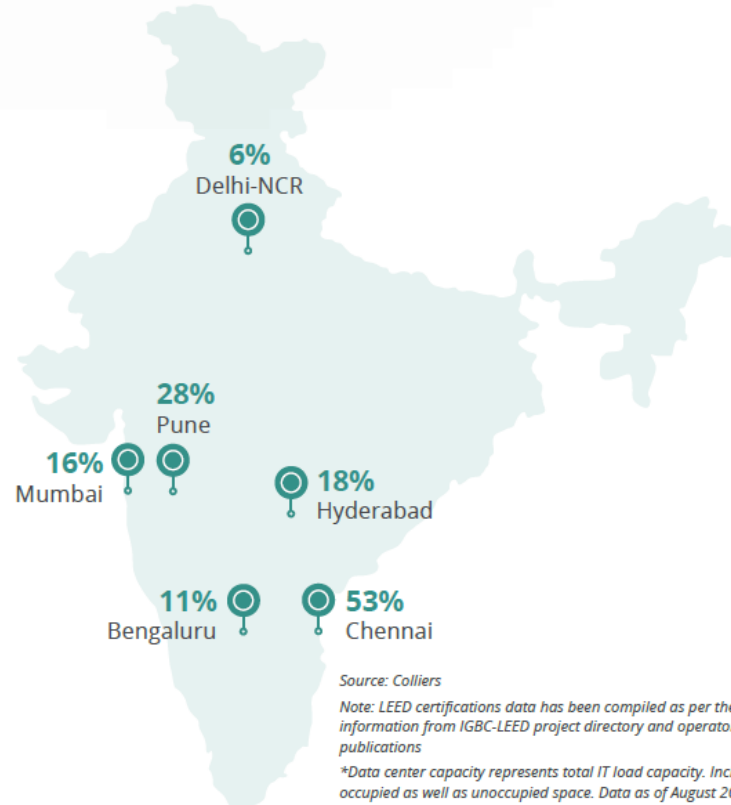 6%
Delhi-NCR
28%
Pune
16%
Mumbai
18%
Hyderabad
11%
Bengaluru
53%
Chennai
Source: Colliers
Note: LEED certifications data has been compiled as per the
information from IGBC-LEED project directory and operator
publications
*Data center capacity represents total IT load capacity.
occupied as well as unoccupied space. Data as of August